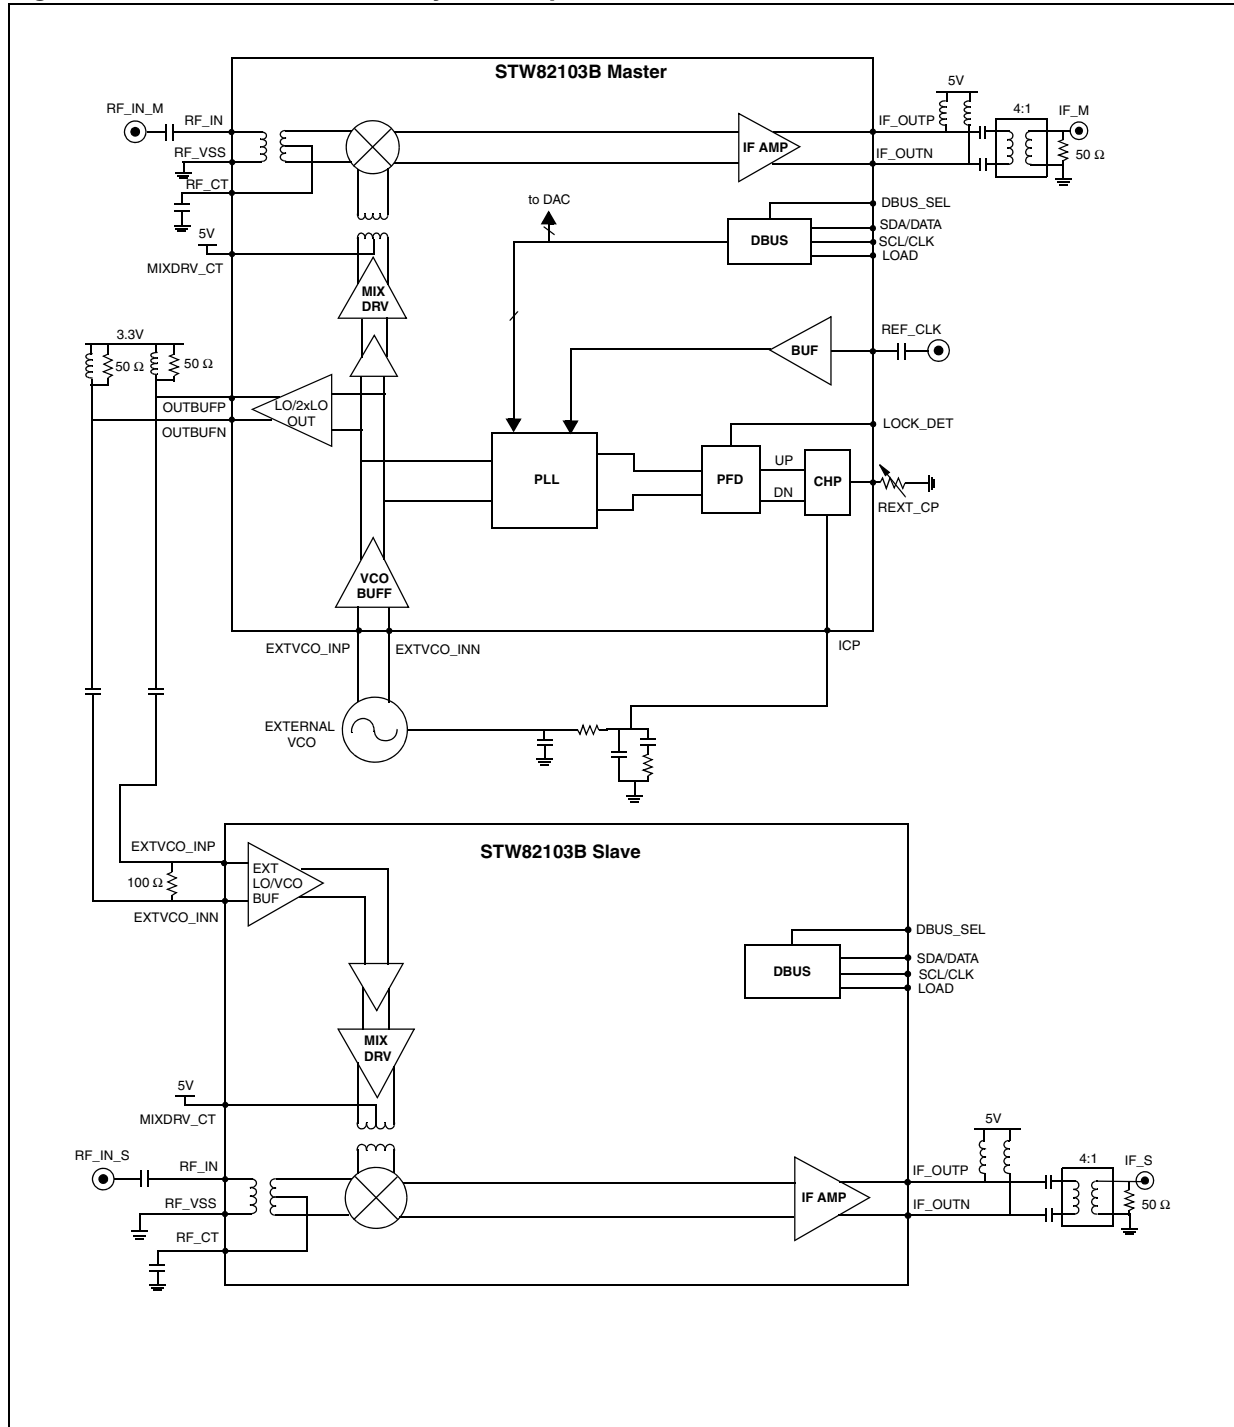 STW82103B Master
5V
4:1
IF_M
RF_IN_M
RF_IN
IF_OUTP
IF AMP
50 Ω
RF_VSS
IF_OUTN
RF_CT
to DAC
DBUS_SEL
SDA/DATA
DBUS
SCL/CLK
LOAD
5V
MIXDRV_CT
MIX
DRV
3.3V
REF_CLK
BUF
50 Ω
50 Ω
OUTBUFP
LO/2xLO
OUT
OUTBUFN
LOCK_DET
PLL
PFD
UP
DN
CHP
REXT_CP
VCO
BUFF
EXTVCO_INP
EXTVCO_INN
ICP
EXTERNAL
VCO
STW82103B Slave
EXTVCO_INP
EXT
LO/VCO
BUF
100 Ω
EXTVCO_INN
DBUS_SEL
SDA/DATA
DBUS
SCL/CLK
LOAD
MIX
DRV
5V
MIXDRV_CT
5V
RF_IN_S
RF_IN
4:1
IF_S
IF_OUTP
IF AMP
RF_VSS
IF_OUTN
50 Ω
RF_CT